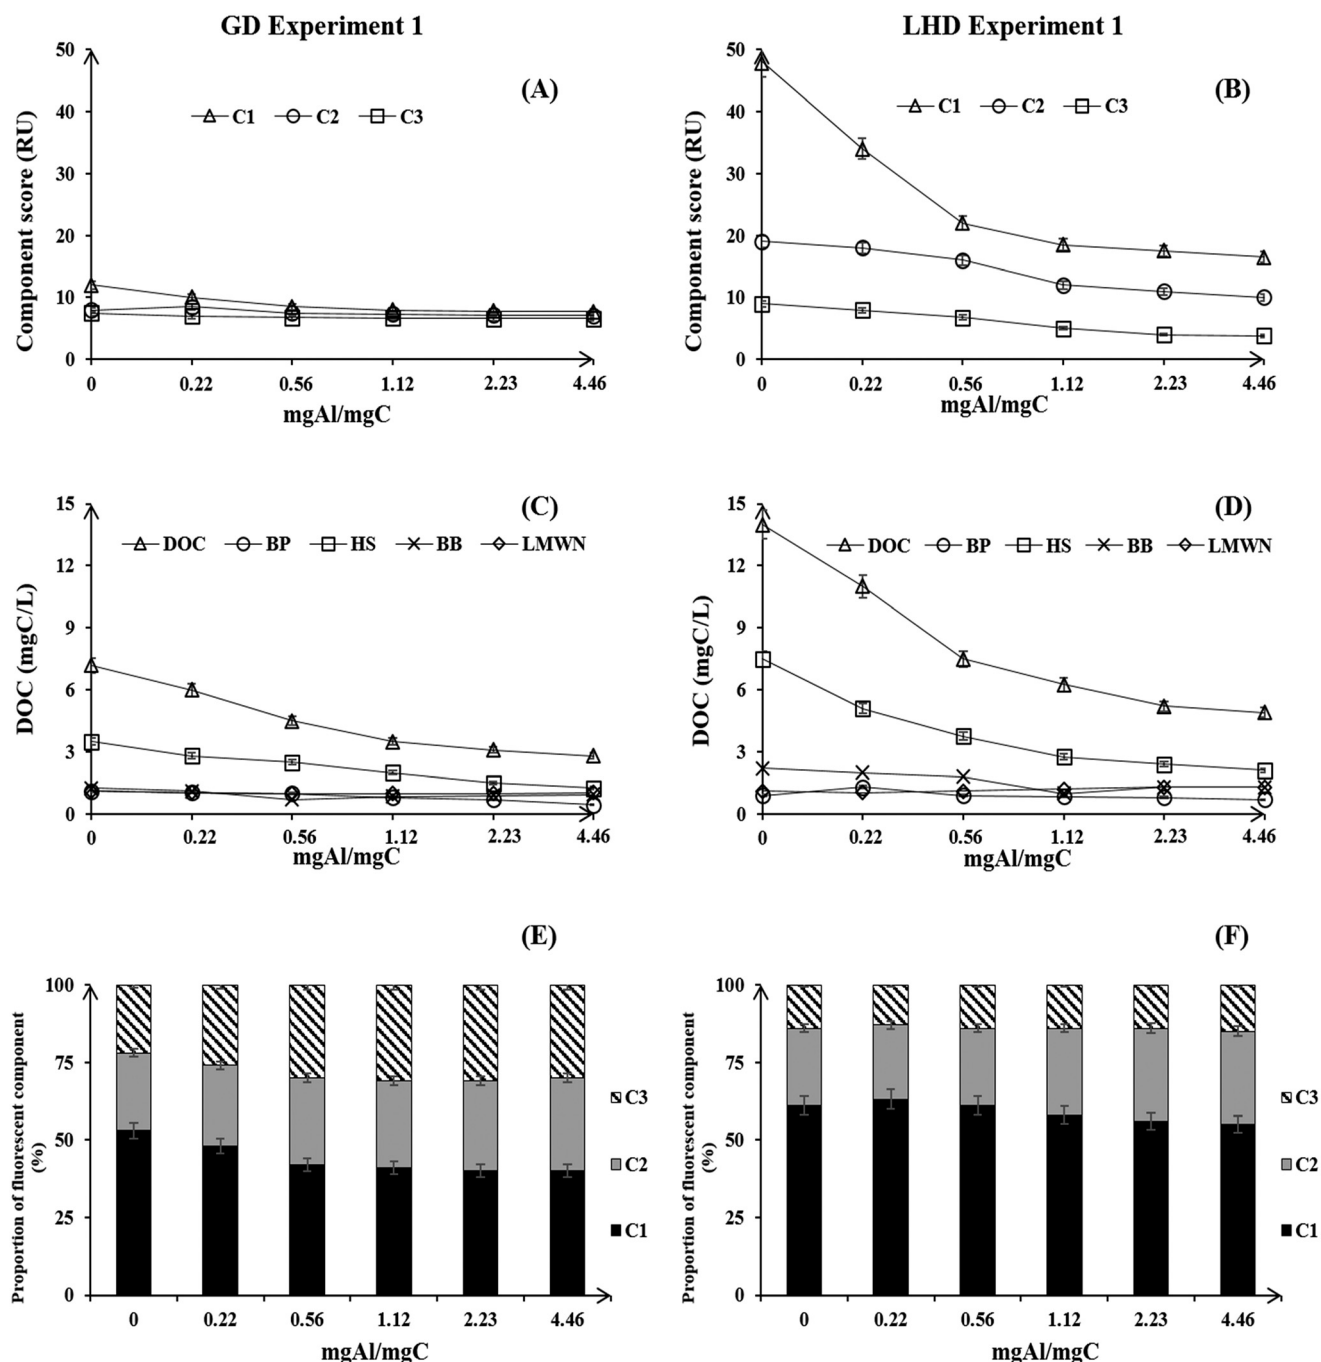 GD Experiment 1
LHD Experiment 1
(A)
C1 C2 C3
Component score (RU)
50
40
30
20
10
0
0 0.22 0.56 1.12 2.23 4.46
mgAl/mgC
(B)
C1 C2 C3
Component score (RU)
50
40
30
20
10
0
0 0.22 0.56 1.12 2.23 4.46
mgAl/mgC
(C)
DOC BP HS BB LMWN
DOC (mgC/L)
15
12
9
6
3
0
0 0.22 0.56 1.12 2.23 4.46
mgAl/mgC
(D)
DOC BP HS BB LMWN
DOC (mgC/L)
15
12
9
6
3
0
0 0.22 0.56 1.12 2.23 4.46
mgAl/mgC
(E)
Proportion of fluorescent component
(%)
100
75
50
25
0
C3
C2
C1
0 0.22 0.56 1.12 2.23 4.46
mgAl/mgC
(F)
Proportion of fluorescent component
(%)
100
75
50
25
0
C3
C2
C1
0 0.22 0.56 1.12 2.23 4.46
mgAl/mgC